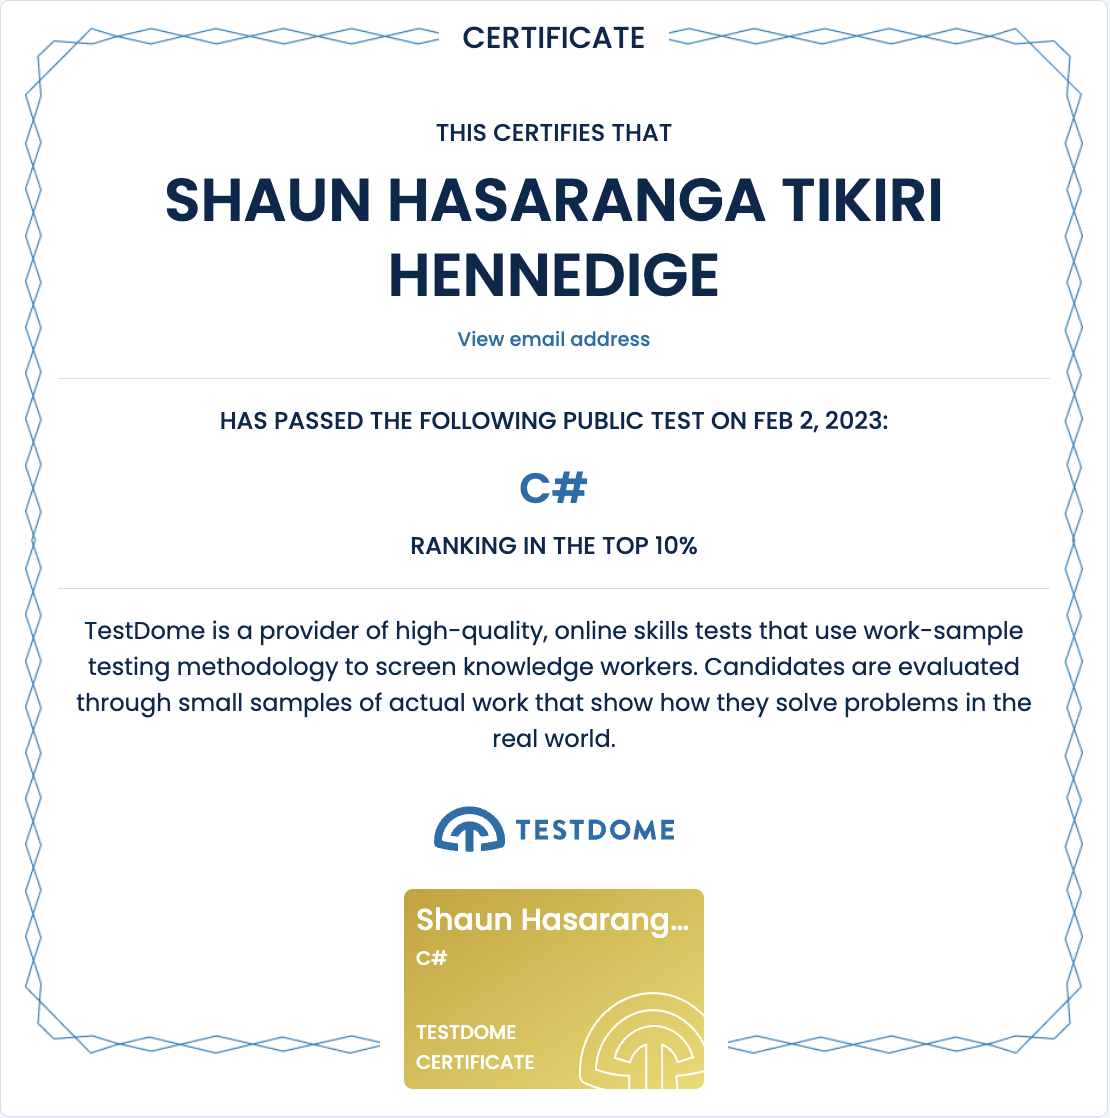 CERTIFICATE
THIS CERTIFIES THAT
SHAUN HASARANGA TIKIRI
HENNEDIGE
View email address
HAS PASSED THE FOLLOWING PUBLIC TEST ON FEB 2, 2023:
C#
RANKING IN THE TOP 10%
TestDome is a provider of high-quality, online skills tests that use work-sample
testing methodology to screen knowledge workers. Candidates are evaluated
through small samples of actual work that show how they solve problems in the
real world.
TESTDOME
Shaun Hasarang...
C#
TESTDOME
CERTIFICATE